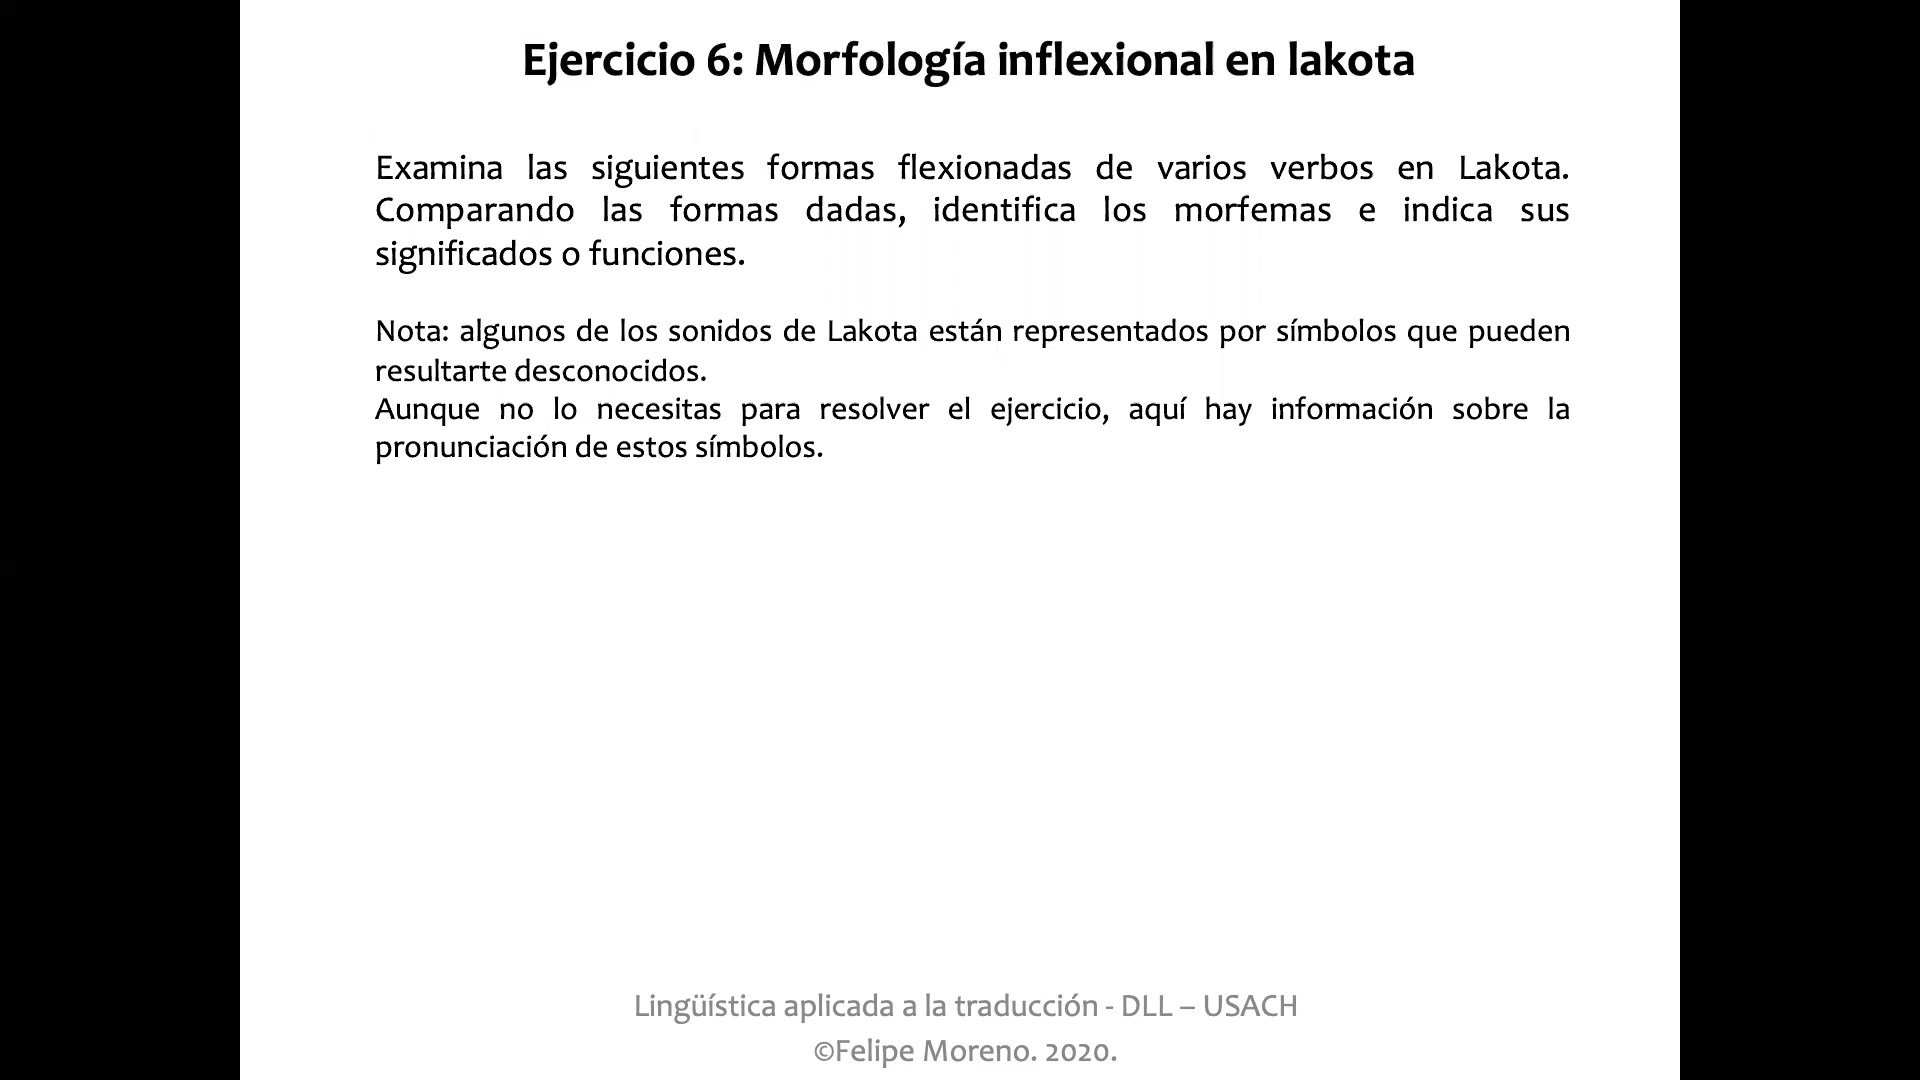 Ejercicio 6: Morfología inflexional en lakota
Examina las siguientes formas flexionadas de varios verbos en Lakota.
Comparando las formas dadas, identifica los morfemas e indica sus
significados o funciones.
Nota: algunos de los sonidos de Lakota están representados por símbolos que pueden
resultarte desconocidos.
Aunque no lo necesitas para resolver el ejercicio, aquí hay información sobre la
pronunciación de estos símbolos.
Lingüística aplicada a la traducción - DLL – USACH
©Felipe Moreno. 2020.